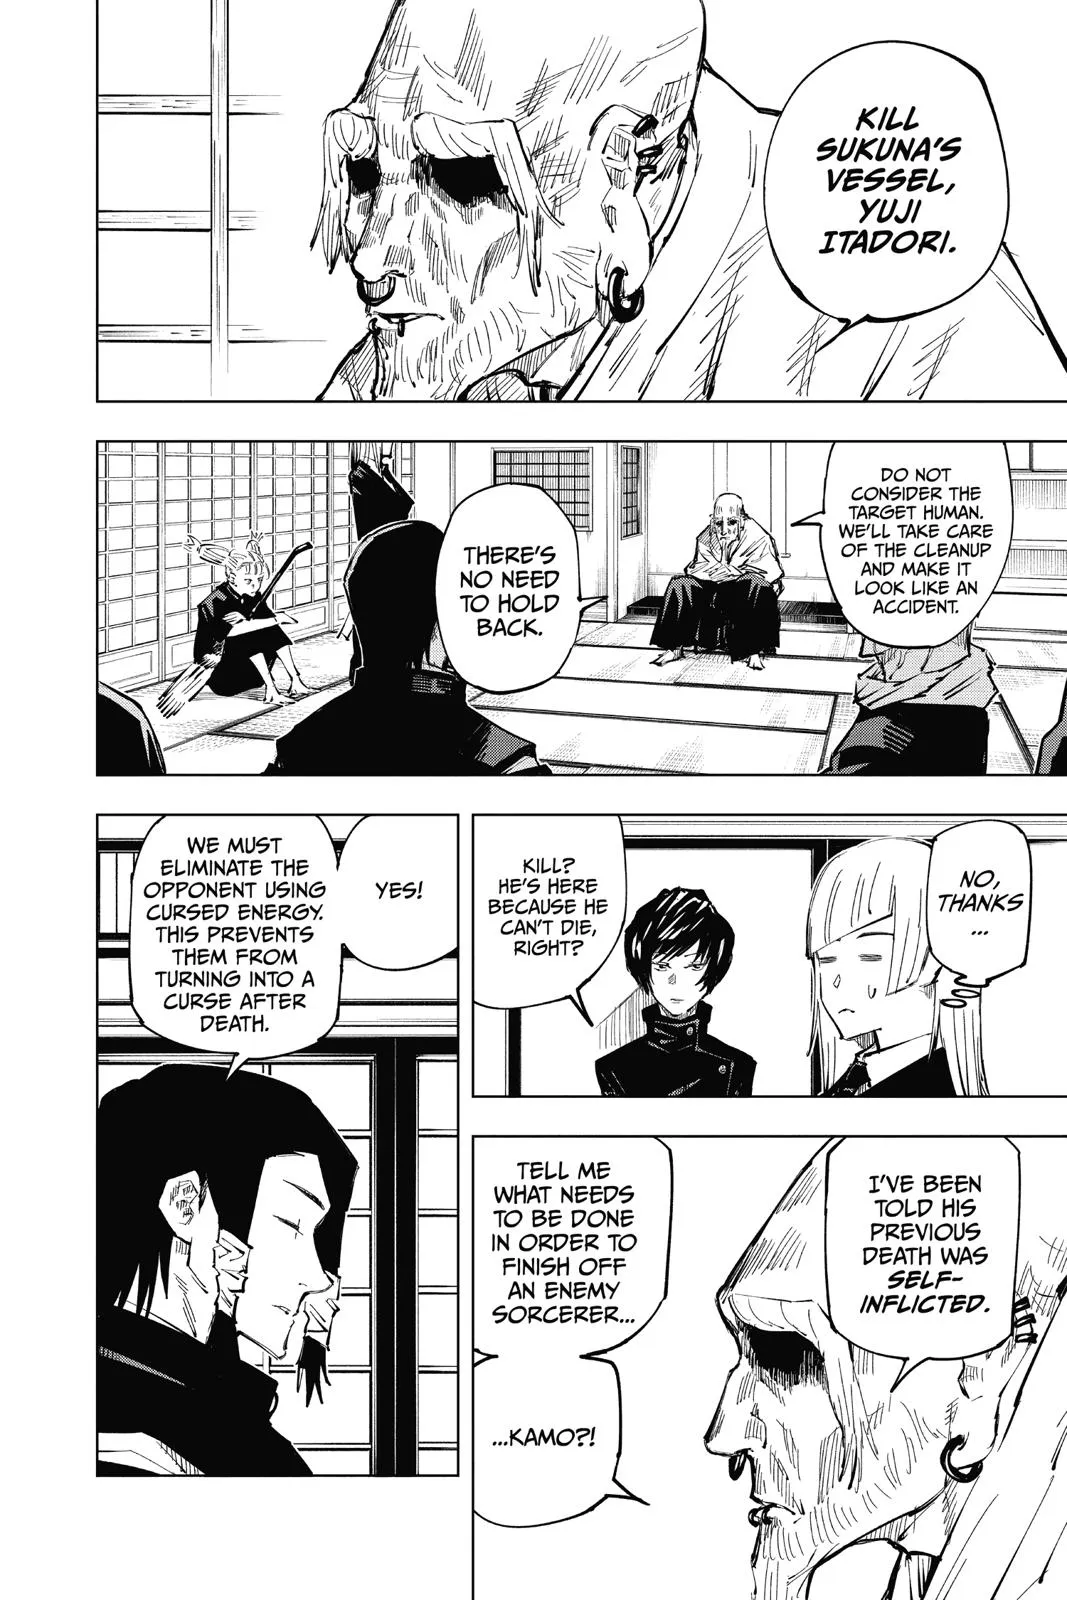 KILL
SUKUNA'S
VESSEL,
YUJI
ITADORI.
DO NOT
CONSIDER THE
TARGET HUMAN.
WE'LL TAKE CARE
OF THE CLEANUP
AND MAKE IT
LOOK LIKE AN
ACCIDENT.
THERE'S
NO NEED
TO HOLD
BACK.
NO,
THANKS
...
KILL?
HE'S HERE
BECAUSE HE
CAN'T DIE,
RIGHT?
I'VE BEEN
TOLD HIS
PREVIOUS
DEATH WAS
SELF-
INFLICTED.
TELL ME
WHAT NEEDS
TO BE DONE
IN ORDER TO
FINISH OFF
AN ENEMY
SORCERER...
...KAMO?!
YES!
WE MUST
ELIMINATE THE
OPPONENT USING
CURSED ENERGY.
THIS PREVENTS
THEM FROM
TURNING INTO A
CURSE AFTER
DEATH.